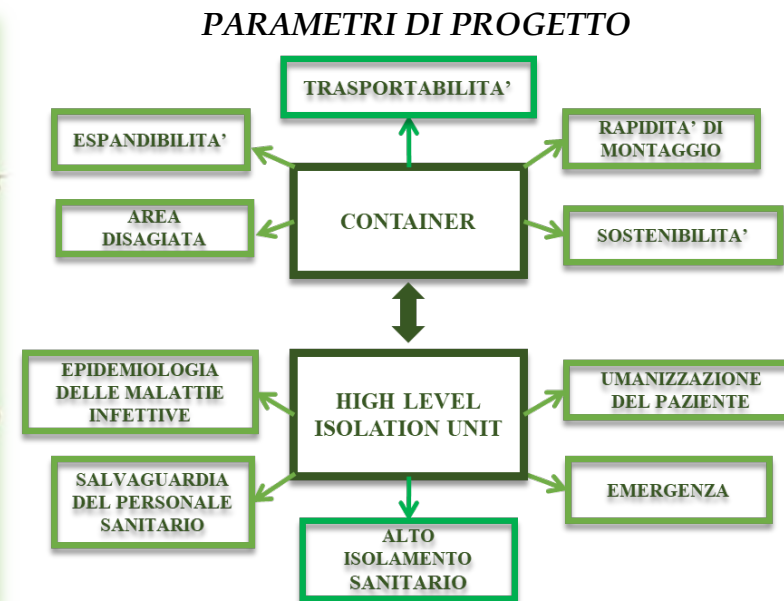 PARAMETRI DI PROGETTO
TRASPORTABILITA'
ESPANDIBILITA'
RAPIDITA' DI
MONTAGGIO
AREA
DISAGIATA
CONTAINER
SOSTENIBILITA'
EPIDEMIOLOGIA
DELLE MALATTIE
INFETTIVE
HIGH LEVEL
ISOLATION UNIT
UMANIZZAZIONE
DEL PAZIENTE
SALVAGUARDIA
DEL PERSONALE
SANITARIO
EMERGENZA
ALTO
ISOLAMENTO
SANITARIO